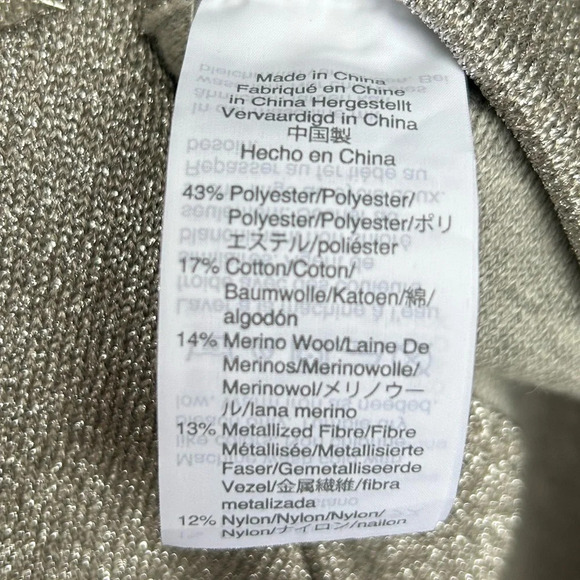 Made in China
Fabriqué en Chine
in China Hergestellt
Vervaardigd in China
中国製
Hecho en China
43% Polyester/Polyester/
Polyester/Polyester/ポリ
エステル/poliéster
17% Cotton/Coton/
Baumwolle/Katoen/綿/
algodón
14% Merino Wool/Laine De
Merinos/Merinowolle/
Merinowol/メリノウー
ル/lana merino
13% Metallized Fibre/Fibre
Métallisée/Metallisierte
Faser/Gemetalliseerde
Vezel/金属繊維/fibra
metalizada
12% Nylon/Nylon/Nylon/
Nylon/ナイロン/nailon